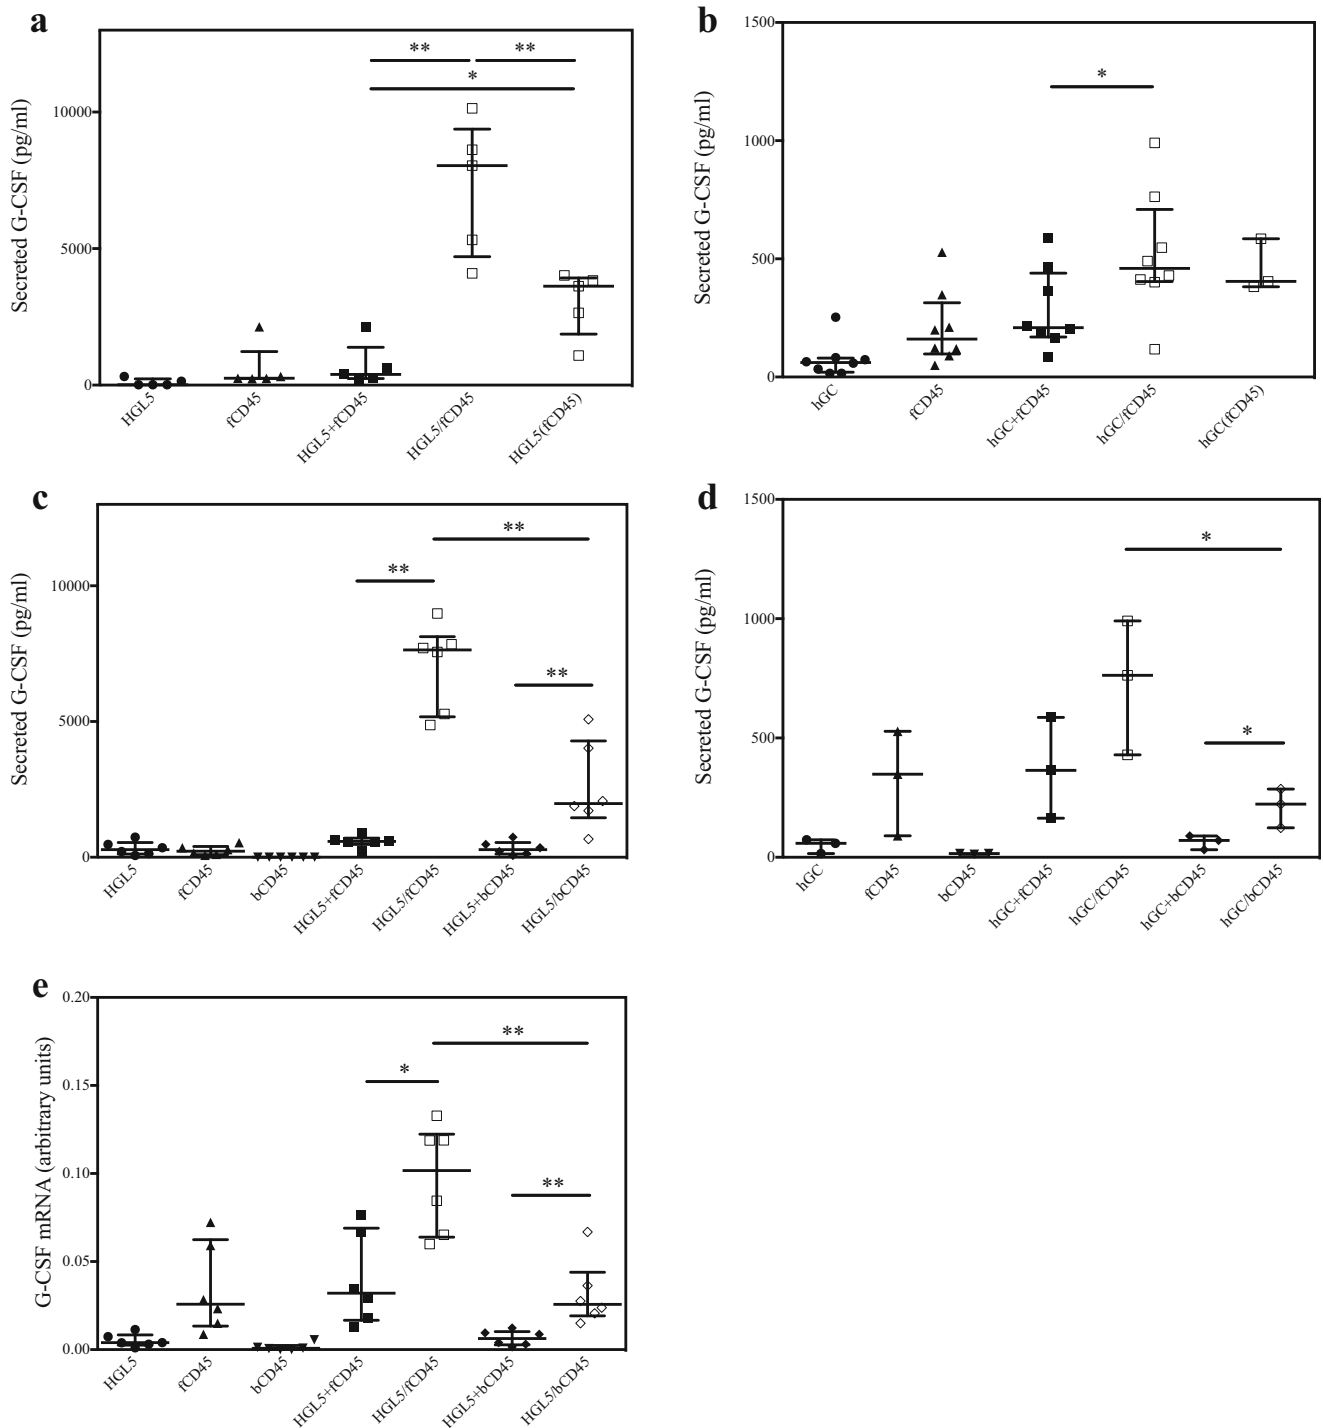 a
Secreted G-CSF (pg/ml)
10000
5000
0
** **
*
HGL5 fCD45 HGL5+fCD45 HGL5/fCD45 HGL5(fCD45)
b
Secreted G-CSF (pg/ml)
1500
1000
500
0
*
hGC fCD45 hGC+fCD45 hGC/fCD45 hGC(fCD45)
c
Secreted G-CSF (pg/ml)
10000
5000
0
**
**
**
HGL5 fCD45 bCD45 HGL5+fCD45 HGL5/fCD45 HGL5+bCD45 HGL5/bCD45
d
Secreted G-CSF (pg/ml)
1500
1000
500
0
*
*
hGC fCD45 bCD45 hGC+fCD45 hGC/fCD45 hGC+bCD45 hGC/bCD45
e
G-CSF mRNA (arbitrary units)
0.20
0.15
0.10
0.05
0.00
**
*
**
HGL5 fCD45 bCD45 HGL5+fCD45 HGL5/fCD45 HGL5+bCD45 HGL5/bCD45